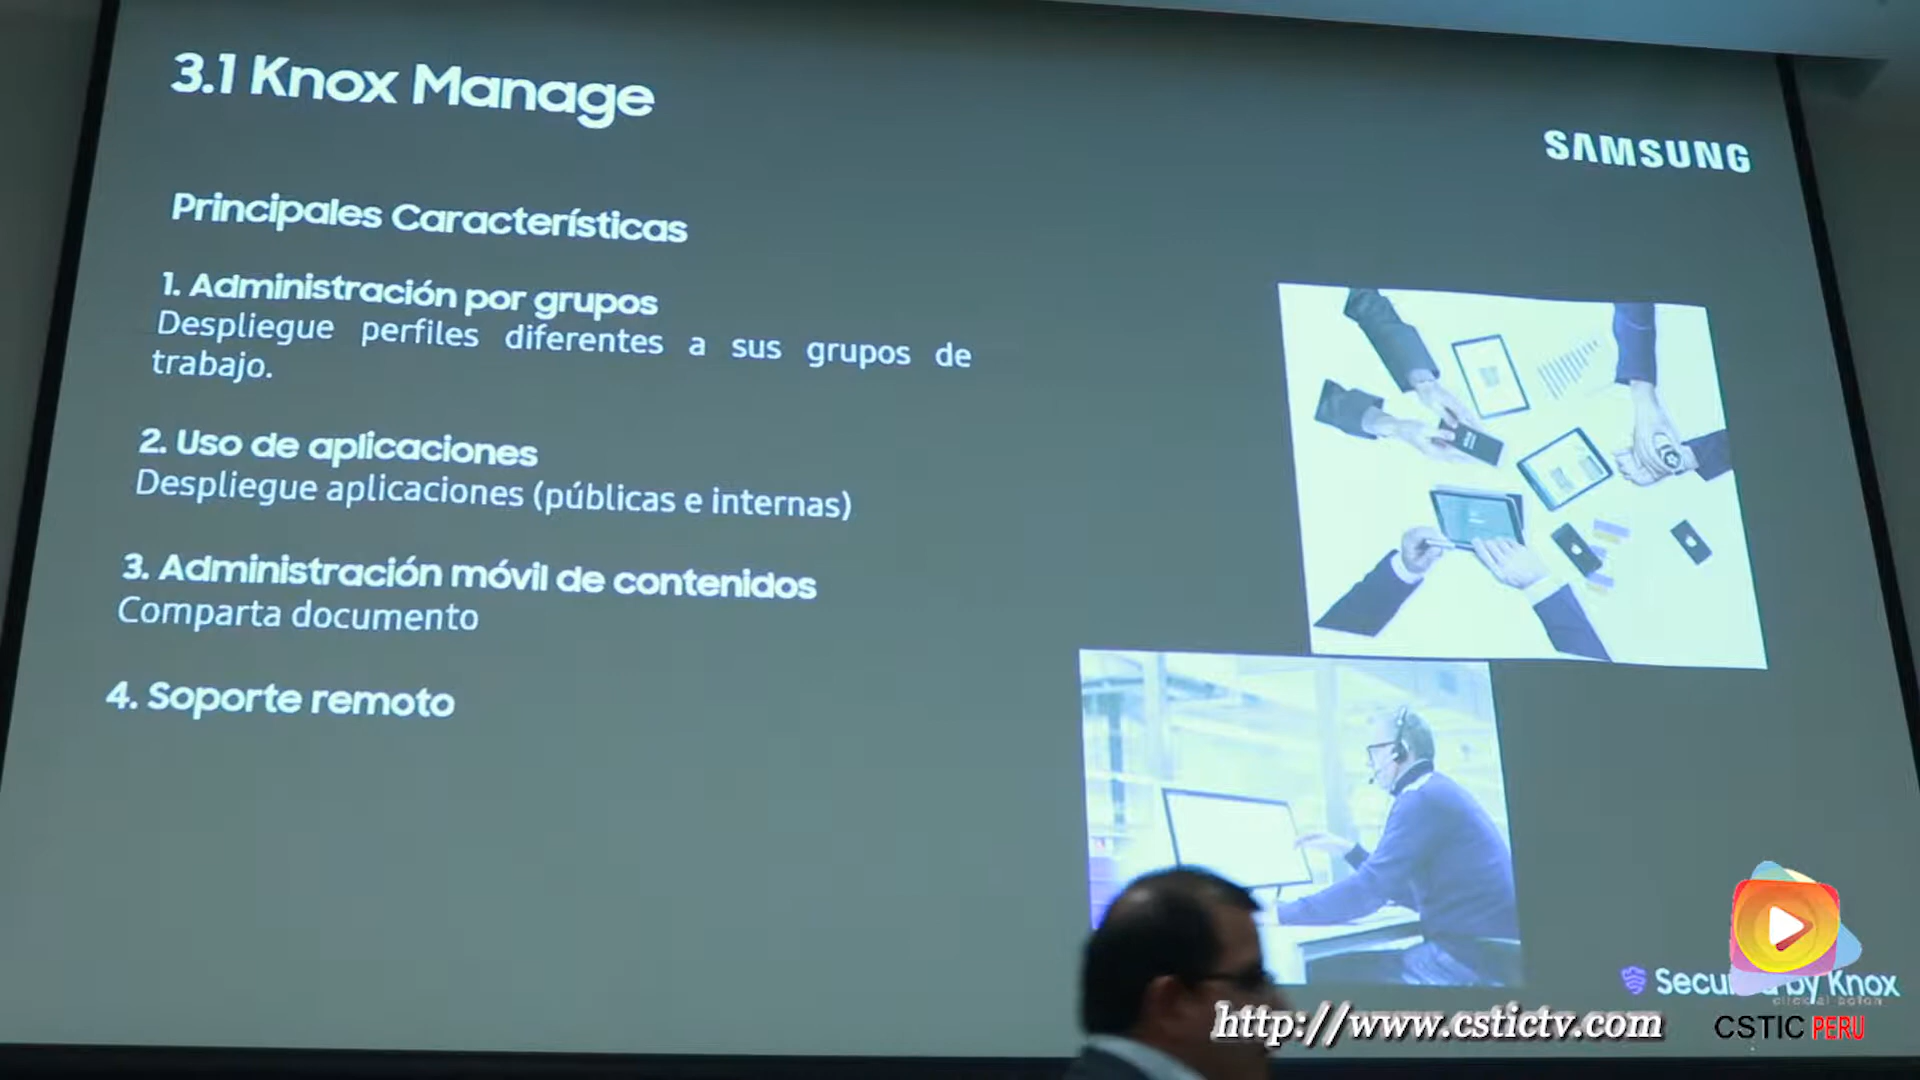 3.1 Knox Manage
SAMSUNG
Principales Características
1. Administración por grupos
Despliegue perfiles diferentes a sus grupos de
trabajo.
2. Uso de aplicaciones
Despliegue aplicaciones (públicas e internas)
3. Administración móvil de contenidos
Comparta documento
4. Soporte remoto
by Knox
http://www.cstictv.com
CSTIC PERU